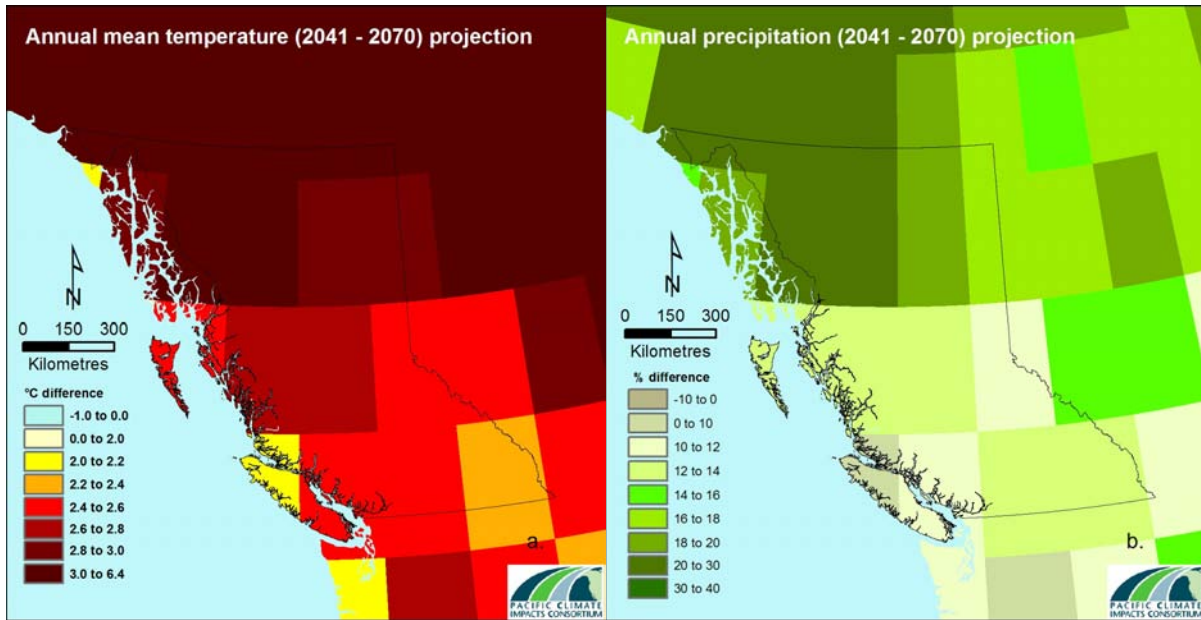 Annual mean temperature (2041 - 2070) projection
N
0 150 300
Kilometres
°C difference
-1.0 to 0.0
0.0 to 2.0
2.0 to 2.2
2.2 to 2.4
2.4 to 2.6
2.6 to 2.8
2.8 to 3.0
3.0 to 6.4
a.
PACIFIC CLIMATE
IMPACTS CONSORTIUM
Annual precipitation (2041 - 2070) projection
N
0 150 300
Kilometres
% difference
-10 to 0
0 to 10
10 to 12
12 to 14
14 to 16
16 to 18
18 to 20
20 to 30
30 to 40
b.
PACIFIC CLIMATE
IMPACTS CONSORTIUM